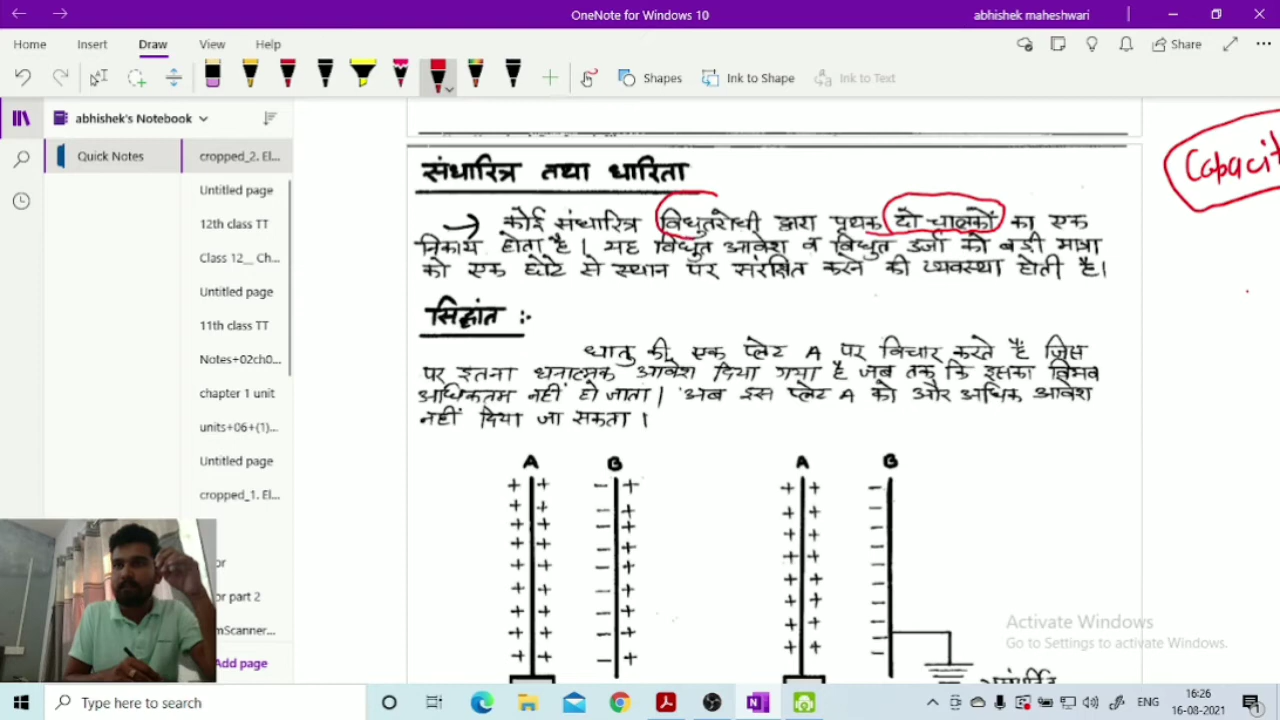 OneNote for Windows 10
abhishek maheshwari
Home Insert Draw View Help
Share
Shapes
Ink to Shape
Ink to Text
abhishek's Notebook
Quick Notes
cropped_2. El...
Untitled page
12th class TT
Class 12__ Ch...
Untitled page
11th class TT
Notes+02ch0...
chapter 1 unit
units+06+(1)...
Untitled page
cropped_1. El...
or
or part 2
mScanner...
Add page
Capacit
संधारित्र तथा धारिता
→ कोई संधारित्र विधुतरोधी द्वारा पृथक दो चालकों का एक
निकाय होता है। यह विधुत आवेश व विधुत उर्जा को बड़ी मात्रा
को एक छोटे से स्थान पर संरक्षित करने की व्यवस्था होती है।
सिद्धांत :-
धातु की एक प्लेट A पर विचार करते हैं जिस
पर इतना धनात्मक आवेश दिया गया है जब तक कि इसका विभव
अधिकतम नहीं हो जाता। अब इस प्लेट A को और अधिक आवेश
नहीं दिया जा सकता।
A B A B
Activate Windows
Go to Settings to activate Windows.
Type here to search
ENG
16:26
16-08-2021